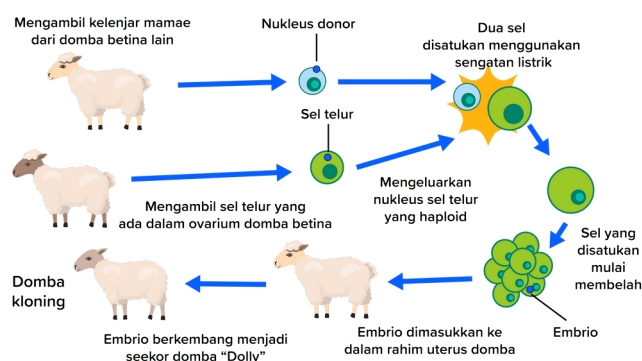 Mengambil kelenjar mamae
dari domba betina lain
Nukleus donor
Dua sel
disatukan menggunakan
sengatan listrik
Sel telur
Mengambil sel telur yang
ada dalam ovarium domba betina
Mengeluarkan
nukleus sel telur
yang haploid
Sel yang
disatukan
mulai
membelah
Domba
kloning
Embrio berkembang menjadi
seekor domba “Dolly”
Embrio dimasukkan ke
dalam rahim uterus domba
Embrio